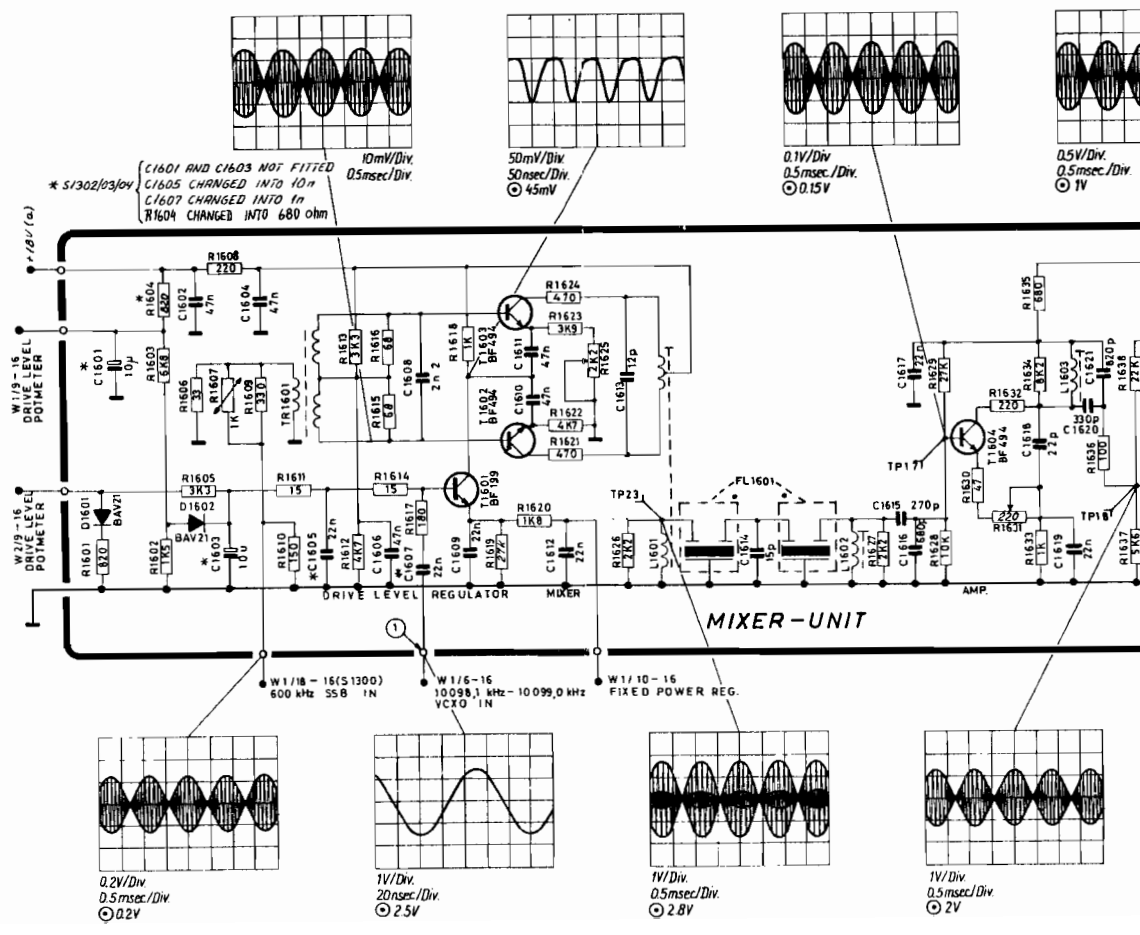 10mV/Div.
0.5msec/Div.
50mV/Div.
50nsec/Div.
⊙ 45mV
0.1V/Div
0.5msec./Div.
⊙ 0.15V
0.5V/Div.
0.5msec./Div.
⊙ 1V
* S1302/03/04
C1601 AND C1603 NOT FITTED
C1605 CHANGED INTO 10n
C1607 CHANGED INTO 1n
R1604 CHANGED INTO 680 ohm
+18V(a)
W1/9-16
DRIVE LEVEL
POTMETER
W2/9-16
DRIVE LEVEL
POTMETER
* R1604
820
C1602
47n
R1608
220
C1604
47n
* C1601
10µ
R1603
6K8
R1606
33
R1607
1K
R1609
330
TR1601
R1613
3K3
R1616
68
R1615
68
C1608
2n2
R1618
1K
T1603
BF494
T1602
BF494
C1611
47n
C1610
47n
R1624
470
R1623
3K9
2K2
R1625
R1622
4K7
R1621
470
C1613
12p
D1601
BAV21
R1601
820
R1605
3K3
D1602
BAV21
R1602
1K5
* C1603
10u
R1611
15
R1610
150
* C1605
22n
R1612
4K7
C1606
47n
R1614
15
* C1607
22n
R1617
180
T1601
BF199
C1609
22n
R1619
27K
R1620
1K8
C1612
22n
TP23
R1626
2K2
L1601
FL1601
C1614
15p
L1602
R1627
2K2
C1615 270p
C1616
680p
R1628
10K
C1617
22n
R1629
27K
TP17
T1604
BF494
R1630
47
R1632
220
220
R1631
R1635
680
R1634
8K2
C1618
22p
R1633
1K
C1619
22n
L1603
C1621
820p
330p
C1620
R1636
100
R1638
22K
TP18
R1637
5K6
DRIVE LEVEL REGULATOR
MIXER
AMP.
MIXER-UNIT
1
W1/18-16(S1300)
600 kHz SSB IN
W1/6-16
10098,1 kHz-10099,0 kHz
VCXO IN
W1/10-16
FIXED POWER REG.
0.2V/Div.
0.5msec/Div.
⊙ 0.2V
1V/Div.
20nsec/Div.
⊙ 2.5V
1V/Div.
0.5msec/Div.
⊙ 2.8V
1V/Div.
0.5msec/Div.
⊙ 2V